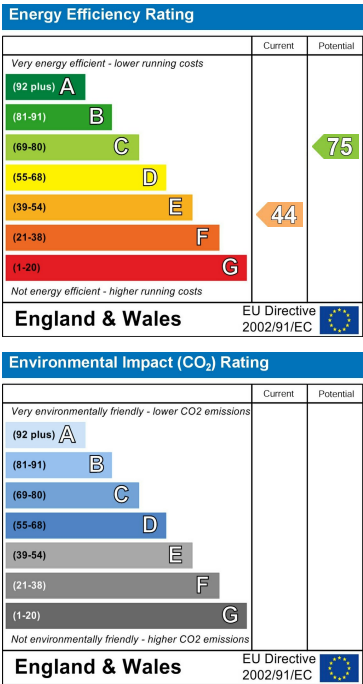 Energy Efficiency Rating
Current Potential
Very energy efficient - lower running costs
(92 plus) A
(81-91) B
(69-80) C
75
(55-68) D
(39-54) E
44
(21-38) F
(1-20) G
Not energy efficient - higher running costs
England & Wales
EU Directive
2002/91/EC
Environmental Impact (CO₂) Rating
Current Potential
Very environmentally friendly - lower CO2 emissions
(92 plus) A
(81-91) B
(69-80) C
(55-68) D
(39-54) E
(21-38) F
(1-20) G
Not environmentally friendly - higher CO2 emissions
England & Wales
EU Directive
2002/91/EC